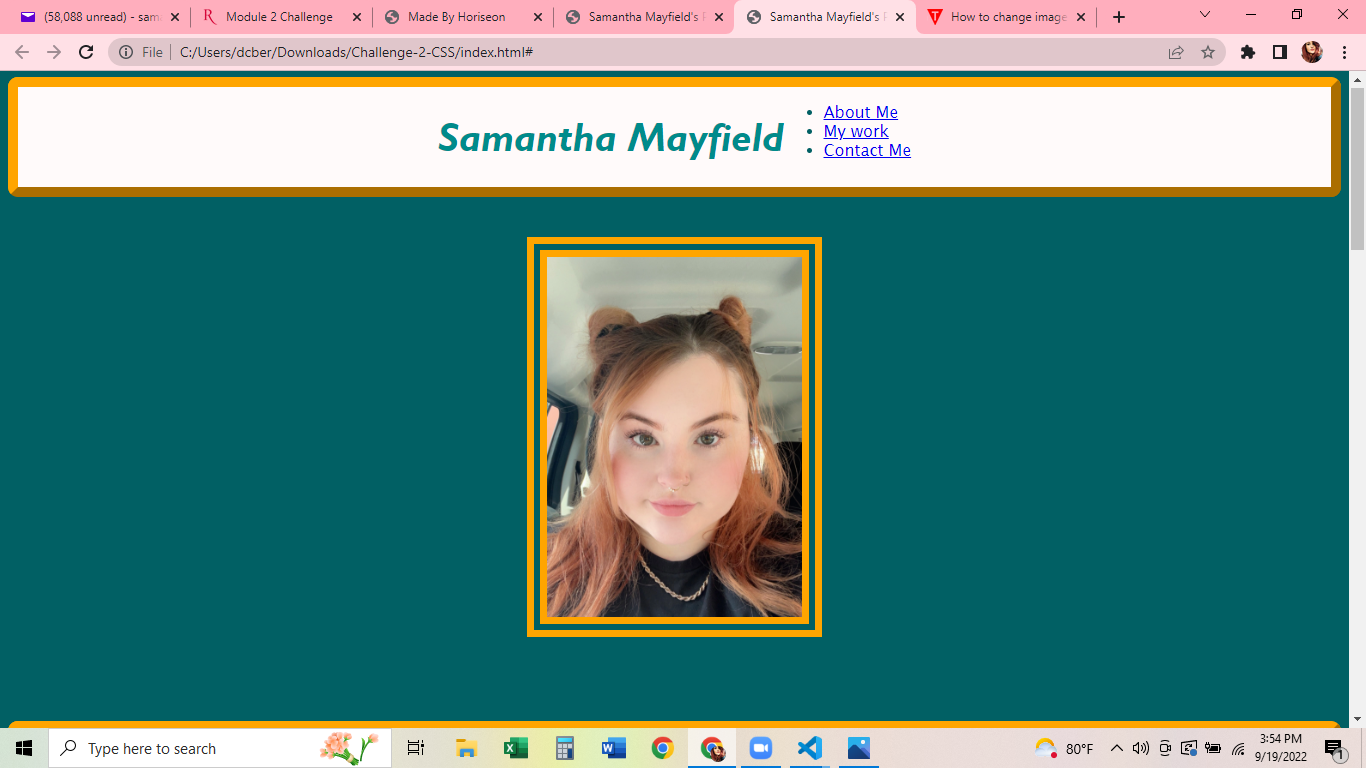 (58,088 unread) - sam
Module 2 Challenge
Made By Horiseon
Samantha Mayfield's P
Samantha Mayfield's P
How to change image
File
C:/Users/dcber/Downloads/Challenge-2-CSS/index.html#
Samantha Mayfield
About Me
My work
Contact Me
Type here to search
80°F
3:54 PM
9/19/2022
1